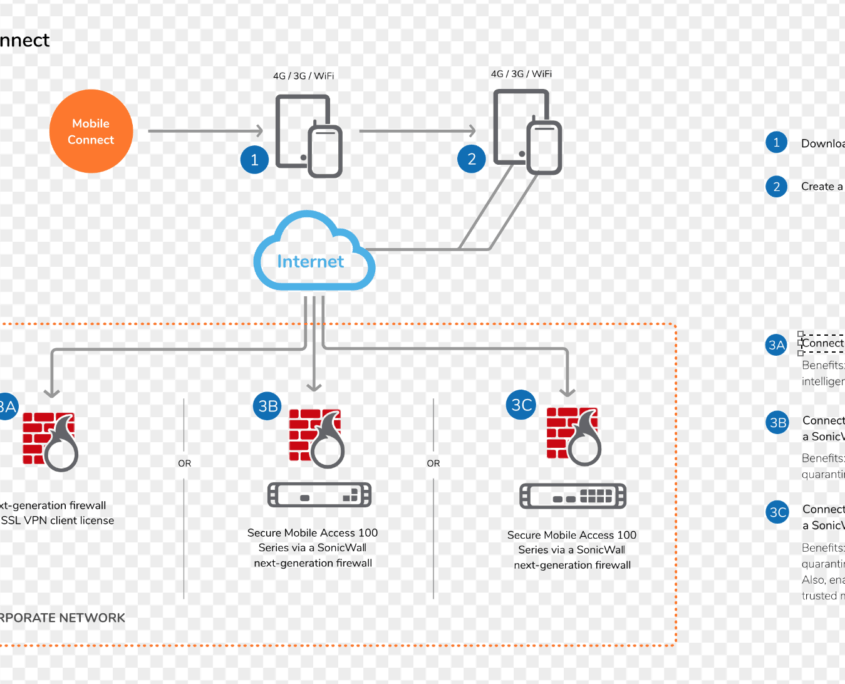 nnect
4G / 3G / WiFi
4G / 3G / WiFi
Mobile
Connect
1
2
Internet
3A
3B
3C
OR
OR
xt-generation firewall
SSL VPN client license
Secure Mobile Access 100
Series via a SonicWall
next-generation firewall
Secure Mobile Access 100
Series via a SonicWall
next-generation firewall
RPORATE NETWORK
1 Downloa
2 Create a
3A Connect
Benefits:
intelligen
3B Connect
a SonicW
Benefits:
quarantin
3C Connect
a SonicW
Benefits:
quarantin
Also, ena
trusted m